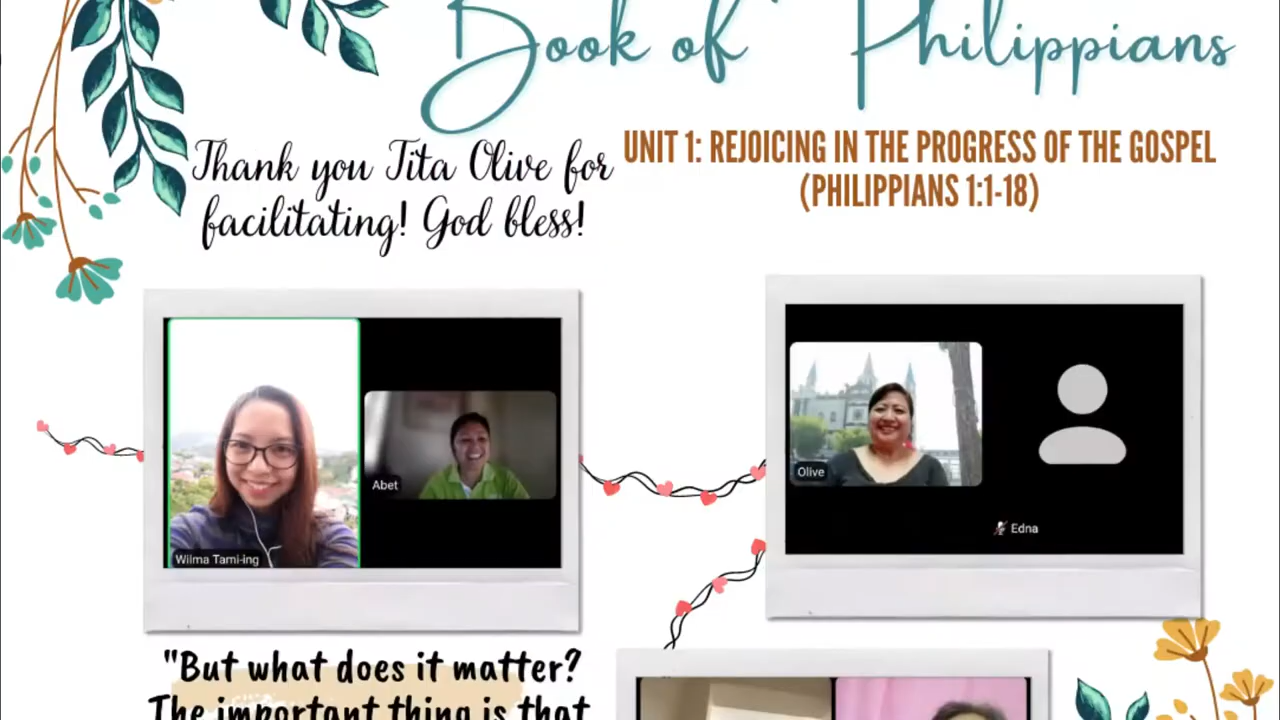 Book of Philippians
Thank you Tita Olive for
facilitating! God bless!
UNIT 1: REJOICING IN THE PROGRESS OF THE GOSPEL
(PHILIPPIANS 1:1-18)
Wilma Tami-ing
Abet
Olive
Edna
"But what does it matter?
The important thing is that